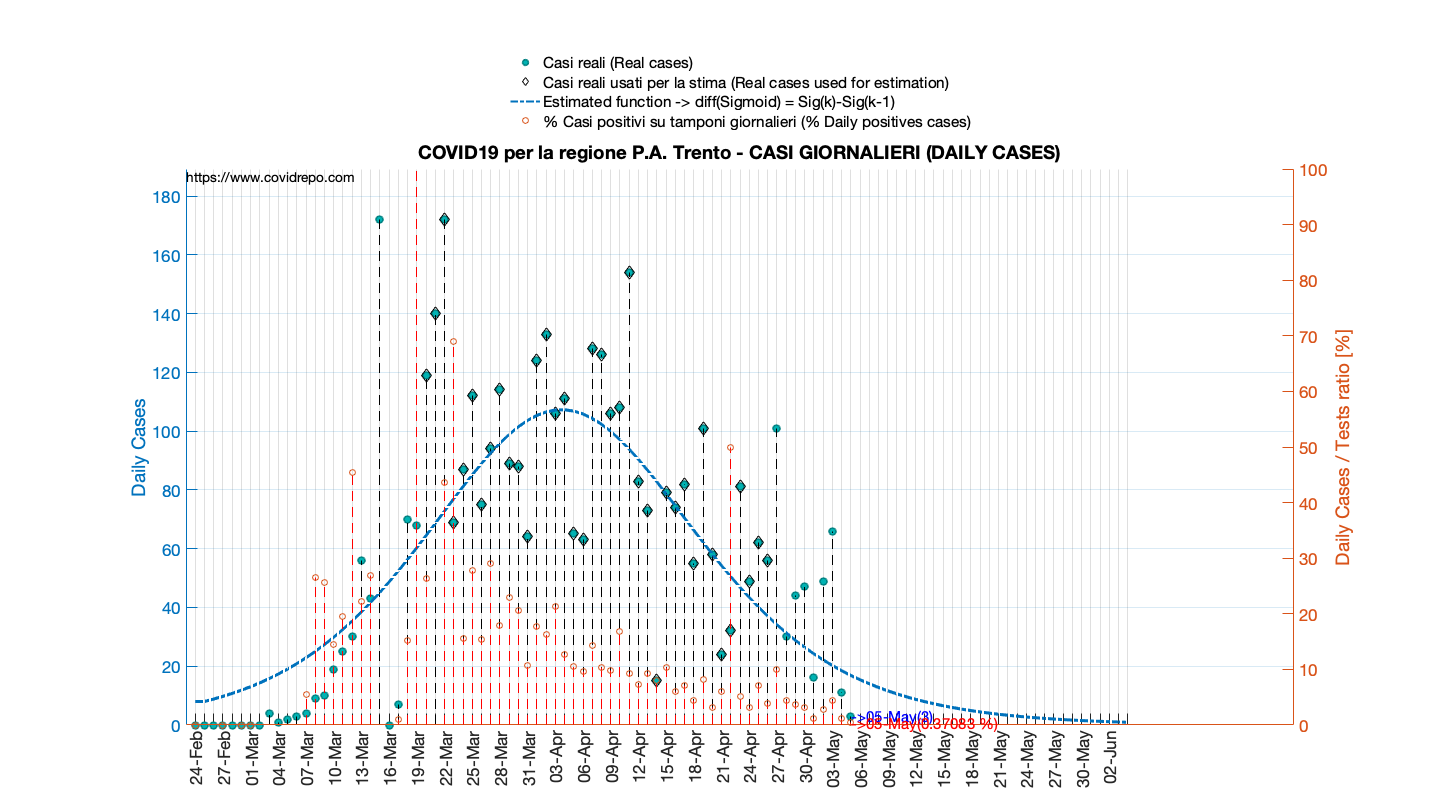 Casi reali (Real cases)
Casi reali usati per la stima (Real cases used for estimation)
Estimated function -> diff(Sigmoid) = Sig(k)-Sig(k-1)
% Casi positivi su tamponi giornalieri (% Daily positives cases)
COVID19 per la regione P.A. Trento - CASI GIORNALIERI (DAILY CASES)
https://www.covidrepo.com
180
160
140
120
100
80
60
40
20
0
Daily Cases
100
90
80
70
60
50
40
30
20
10
0
Daily Cases / Tests ratio [%]
->05-May(3)
->05-May(0.37083 %)
24-Feb
27-Feb
01-Mar
04-Mar
07-Mar
10-Mar
13-Mar
16-Mar
19-Mar
22-Mar
25-Mar
28-Mar
31-Mar
03-Apr
06-Apr
09-Apr
12-Apr
15-Apr
18-Apr
21-Apr
24-Apr
27-Apr
30-Apr
03-May
06-May
09-May
12-May
15-May
18-May
21-May
24-May
27-May
30-May
02-Jun